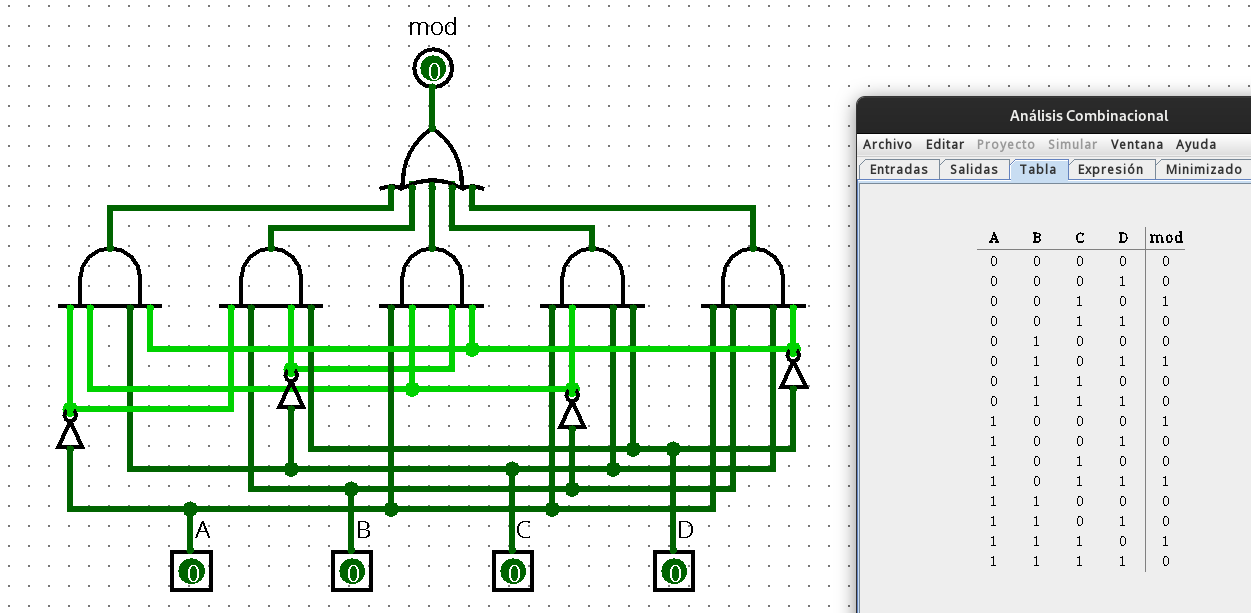 mod
0
A
B
C
D
0
0
0
0
Análisis Combinacional
Archivo Editar Proyecto Simular Ventana Ayuda
Entradas Salidas Tabla Expresión Minimizado
A B C D mod
0 0 0 0 0
0 0 0 1 0
0 0 1 0 1
0 0 1 1 0
0 1 0 0 0
0 1 0 1 1
0 1 1 0 0
0 1 1 1 0
1 0 0 0 1
1 0 0 1 0
1 0 1 0 0
1 0 1 1 1
1 1 0 0 0
1 1 0 1 0
1 1 1 0 1
1 1 1 1 0